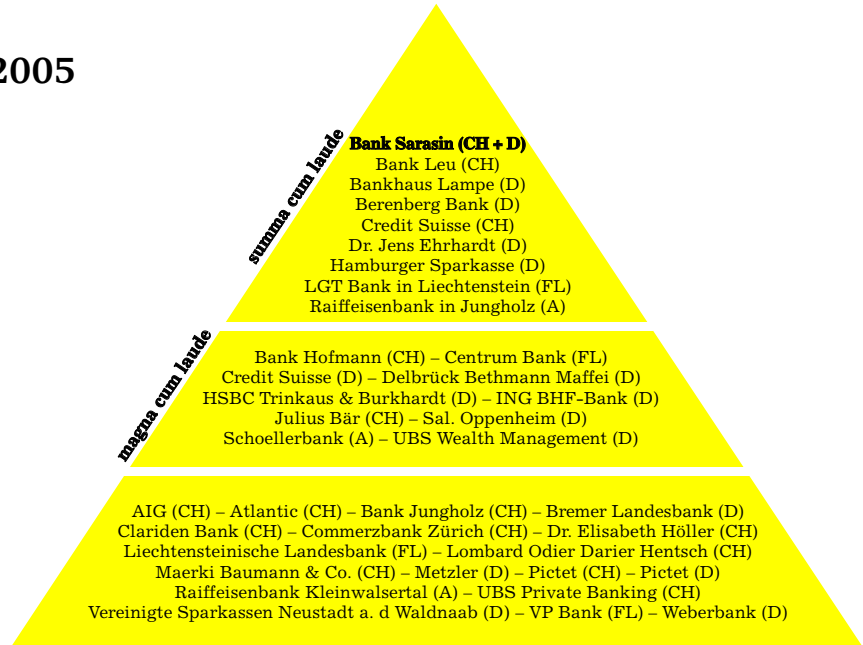 2005
summa cum laude
Bank Sarasin (CH + D)
Bank Leu (CH)
Bankhaus Lampe (D)
Berenberg Bank (D)
Credit Suisse (CH)
Dr. Jens Ehrhardt (D)
Hamburger Sparkasse (D)
LGT Bank in Liechtenstein (FL)
Raiffeisenbank in Jungholz (A)
magna cum laude
Bank Hofmann (CH) – Centrum Bank (FL)
Credit Suisse (D) – Delbrück Bethmann Maffei (D)
HSBC Trinkaus & Burkhardt (D) – ING BHF-Bank (D)
Julius Bär (CH) – Sal. Oppenheim (D)
Schoellerbank (A) – UBS Wealth Management (D)
AIG (CH) – Atlantic (CH) – Bank Jungholz (CH) – Bremer Landesbank (D)
Clariden Bank (CH) – Commerzbank Zürich (CH) – Dr. Elisabeth Höller (CH)
Liechtensteinische Landesbank (FL) – Lombard Odier Darier Hentsch (CH)
Maerki Baumann & Co. (CH) – Metzler (D) – Pictet (CH) – Pictet (D)
Raiffeisenbank Kleinwalsertal (A) – UBS Private Banking (CH)
Vereinigte Sparkassen Neustadt a. d Waldnaab (D) – VP Bank (FL) – Weberbank (D)